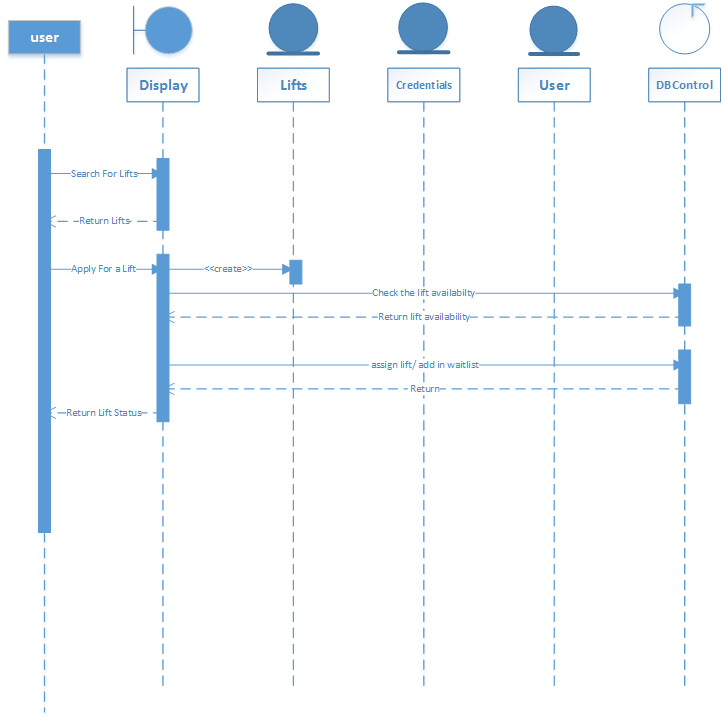 user
Display
Lifts
Credentials
User
DBControl
Search For Lifts
Return Lifts
Apply For a Lift
<<create>>
Check the lift availabilty
Return lift availability
assign lift/ add in waitlist
Return
Return Lift Status